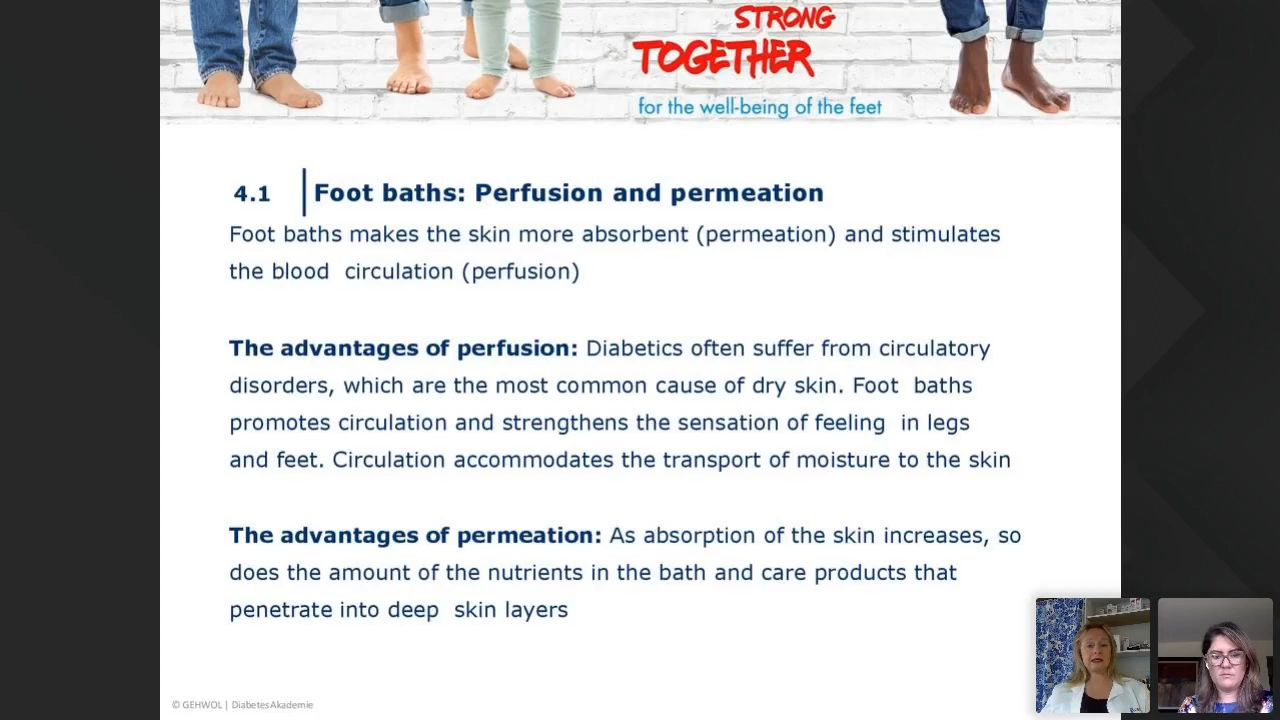 STRONG
TOGETHER
for the well-being of the feet
4.1 Foot baths: Perfusion and permeation
Foot baths makes the skin more absorbent (permeation) and stimulates
the blood circulation (perfusion)
The advantages of perfusion: Diabetics often suffer from circulatory
disorders, which are the most common cause of dry skin. Foot baths
promotes circulation and strengthens the sensation of feeling in legs
and feet. Circulation accommodates the transport of moisture to the skin
The advantages of permeation: As absorption of the skin increases, so
does the amount of the nutrients in the bath and care products that
penetrate into deep skin layers
© GEHWOL | DiabetesAkademie